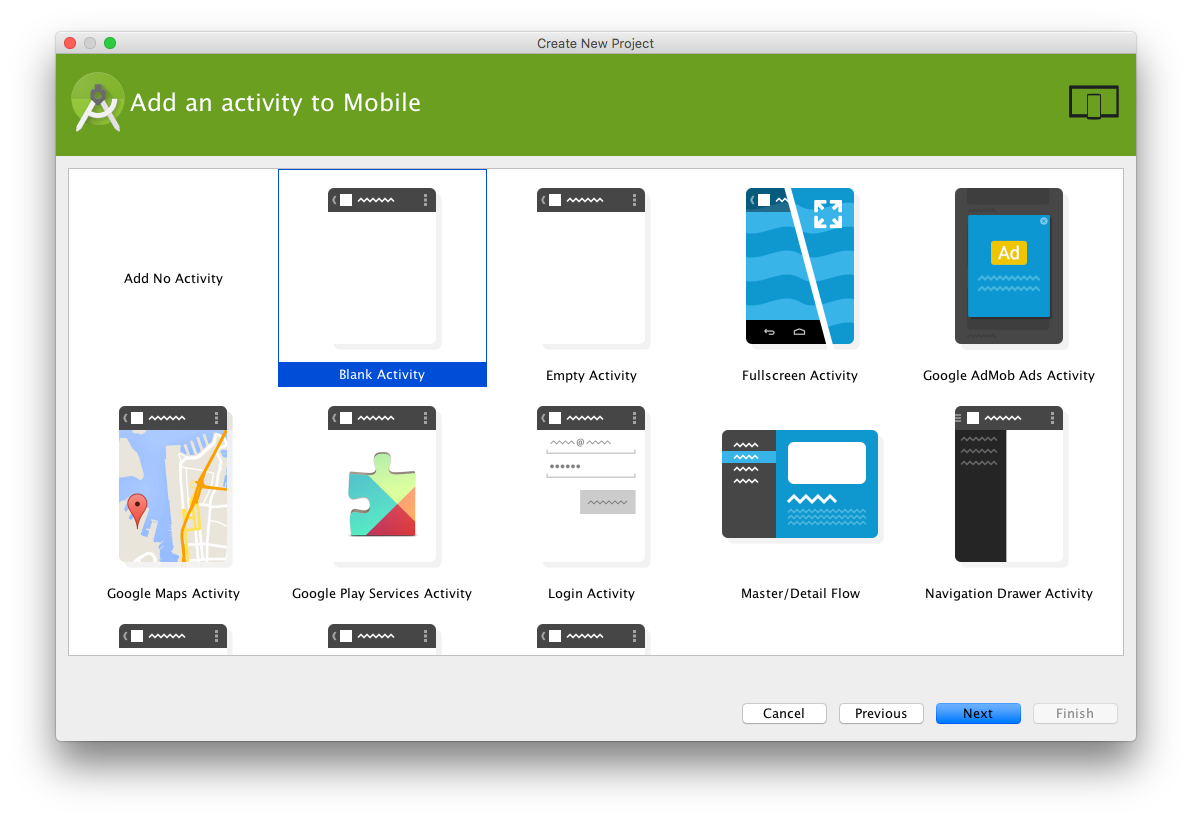 Create New Project
Add an activity to Mobile
Add No Activity
Blank Activity
Empty Activity
Fullscreen Activity
Ad
Google AdMob Ads Activity
@
Google Maps Activity
Google Play Services Activity
Login Activity
Master/Detail Flow
Navigation Drawer Activity
Cancel
Previous
Next
Finish